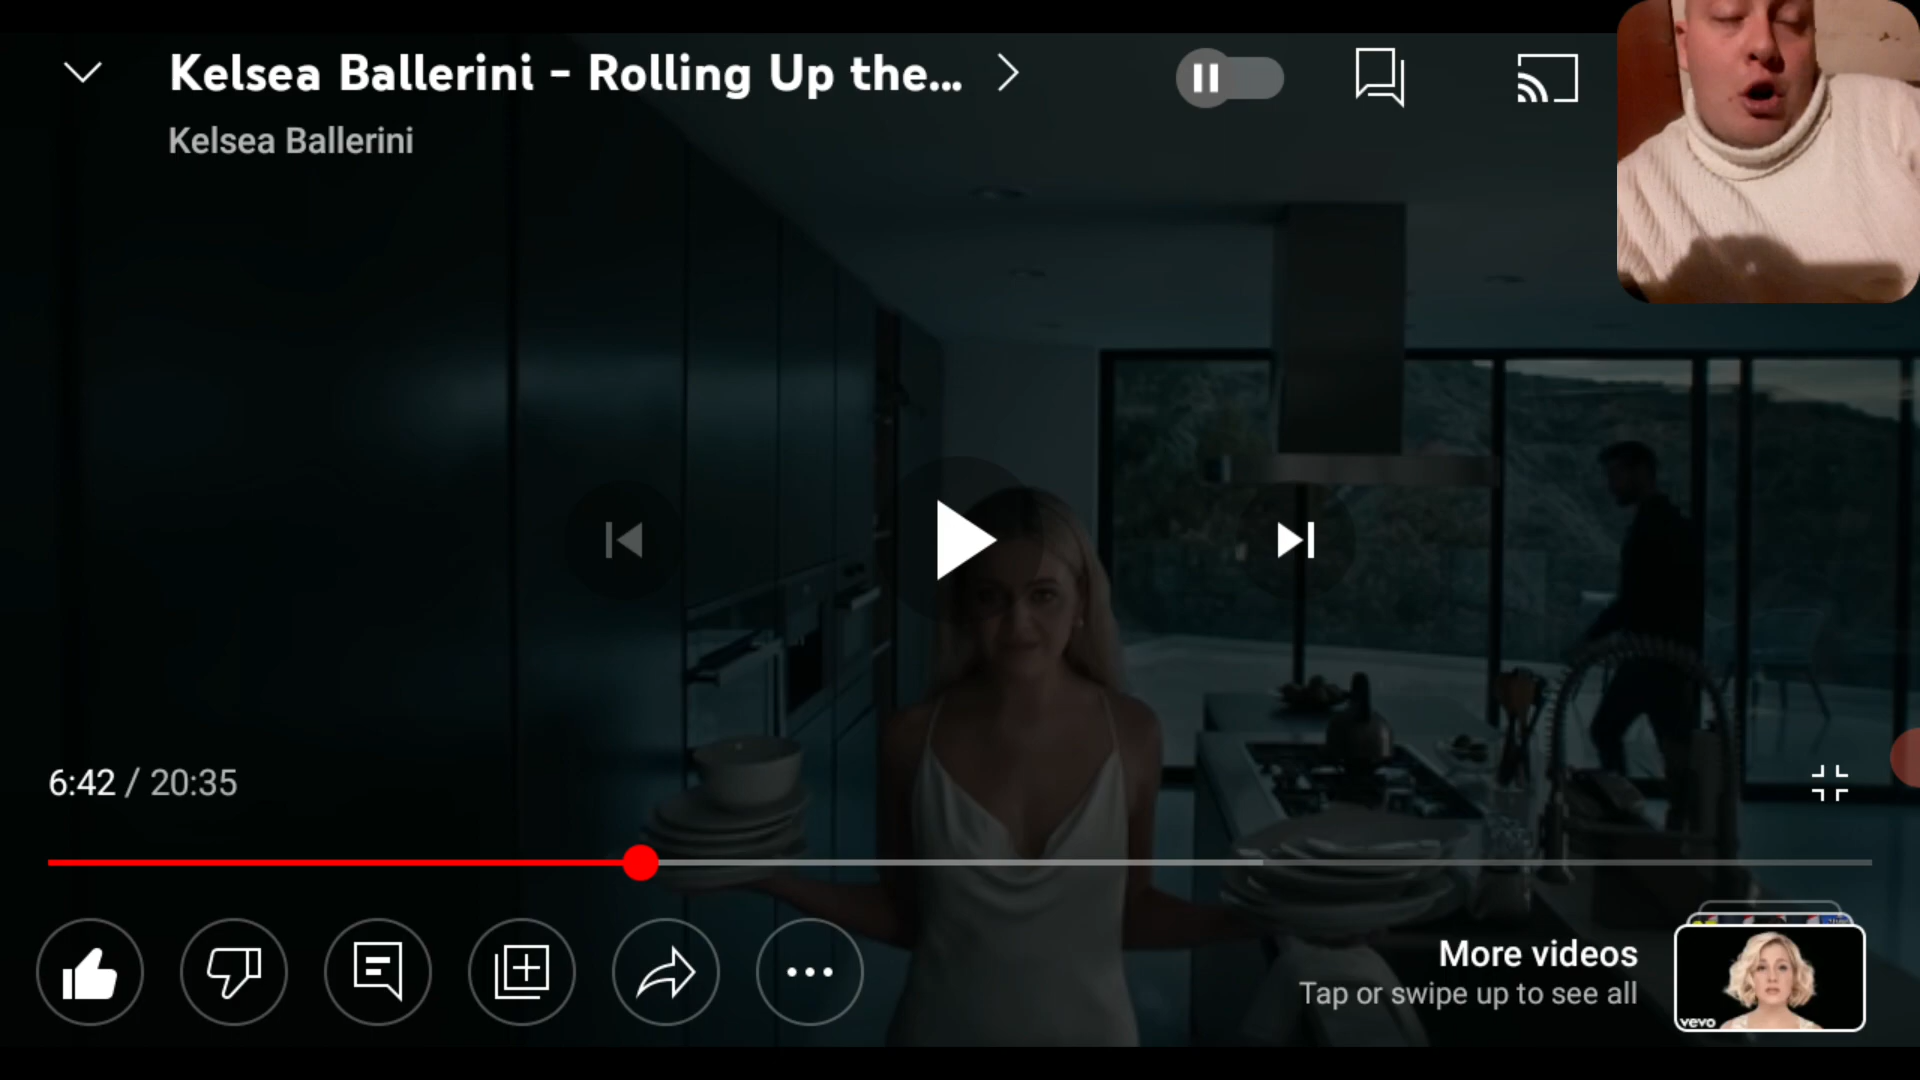 Kelsea Ballerini - Rolling Up the...
Kelsea Ballerini
6:42 / 20:35
More videos
Tap or swipe up to see all
vevo